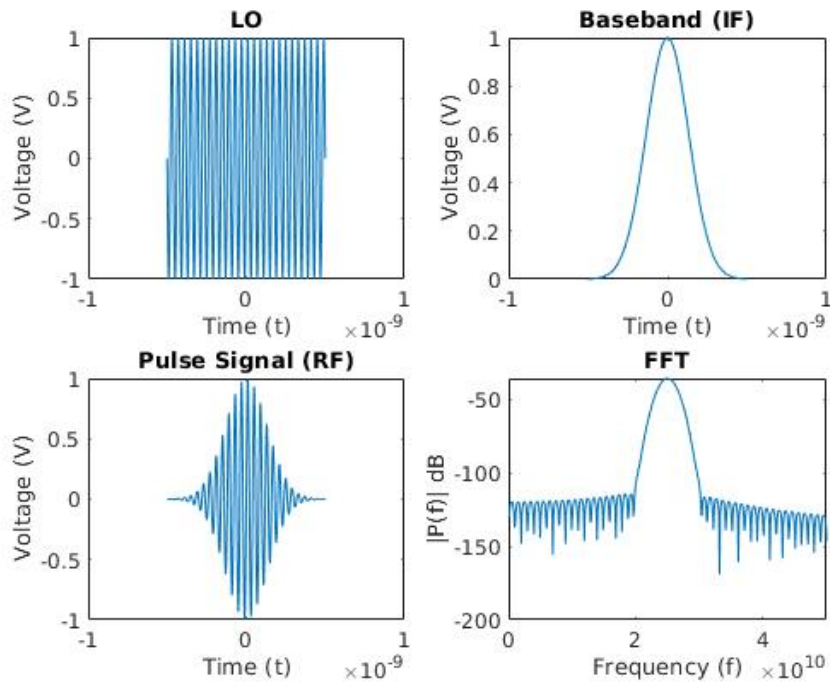 LO
1
0.5
0
-0.5
-1
Voltage (V)
-1 0 1
Time (t) ×10⁻⁹
Baseband (IF)
1
0.8
0.6
0.4
0.2
0
Voltage (V)
-1 0 1
Time (t) ×10⁻⁹
Pulse Signal (RF)
1
0.5
0
-0.5
-1
Voltage (V)
-1 0 1
Time (t) ×10⁻⁹
FFT
-50
-100
-150
-200
|P(f)| dB
0 2 4
Frequency (f) ×10¹⁰